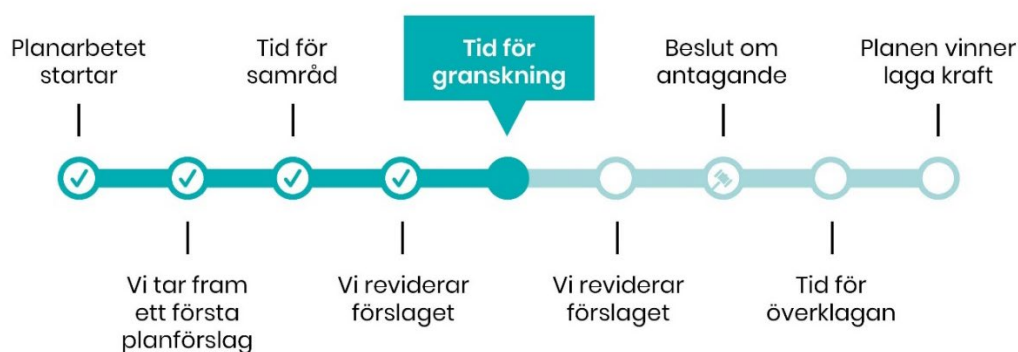 Planarbetet
startar
Tid för
samråd
Tid för
granskning
Beslut om
antagande
Planen vinner
laga kraft
Vi tar fram
ett första
planförslag
Vi reviderar
förslaget
Vi reviderar
förslaget
Tid för
överklagan